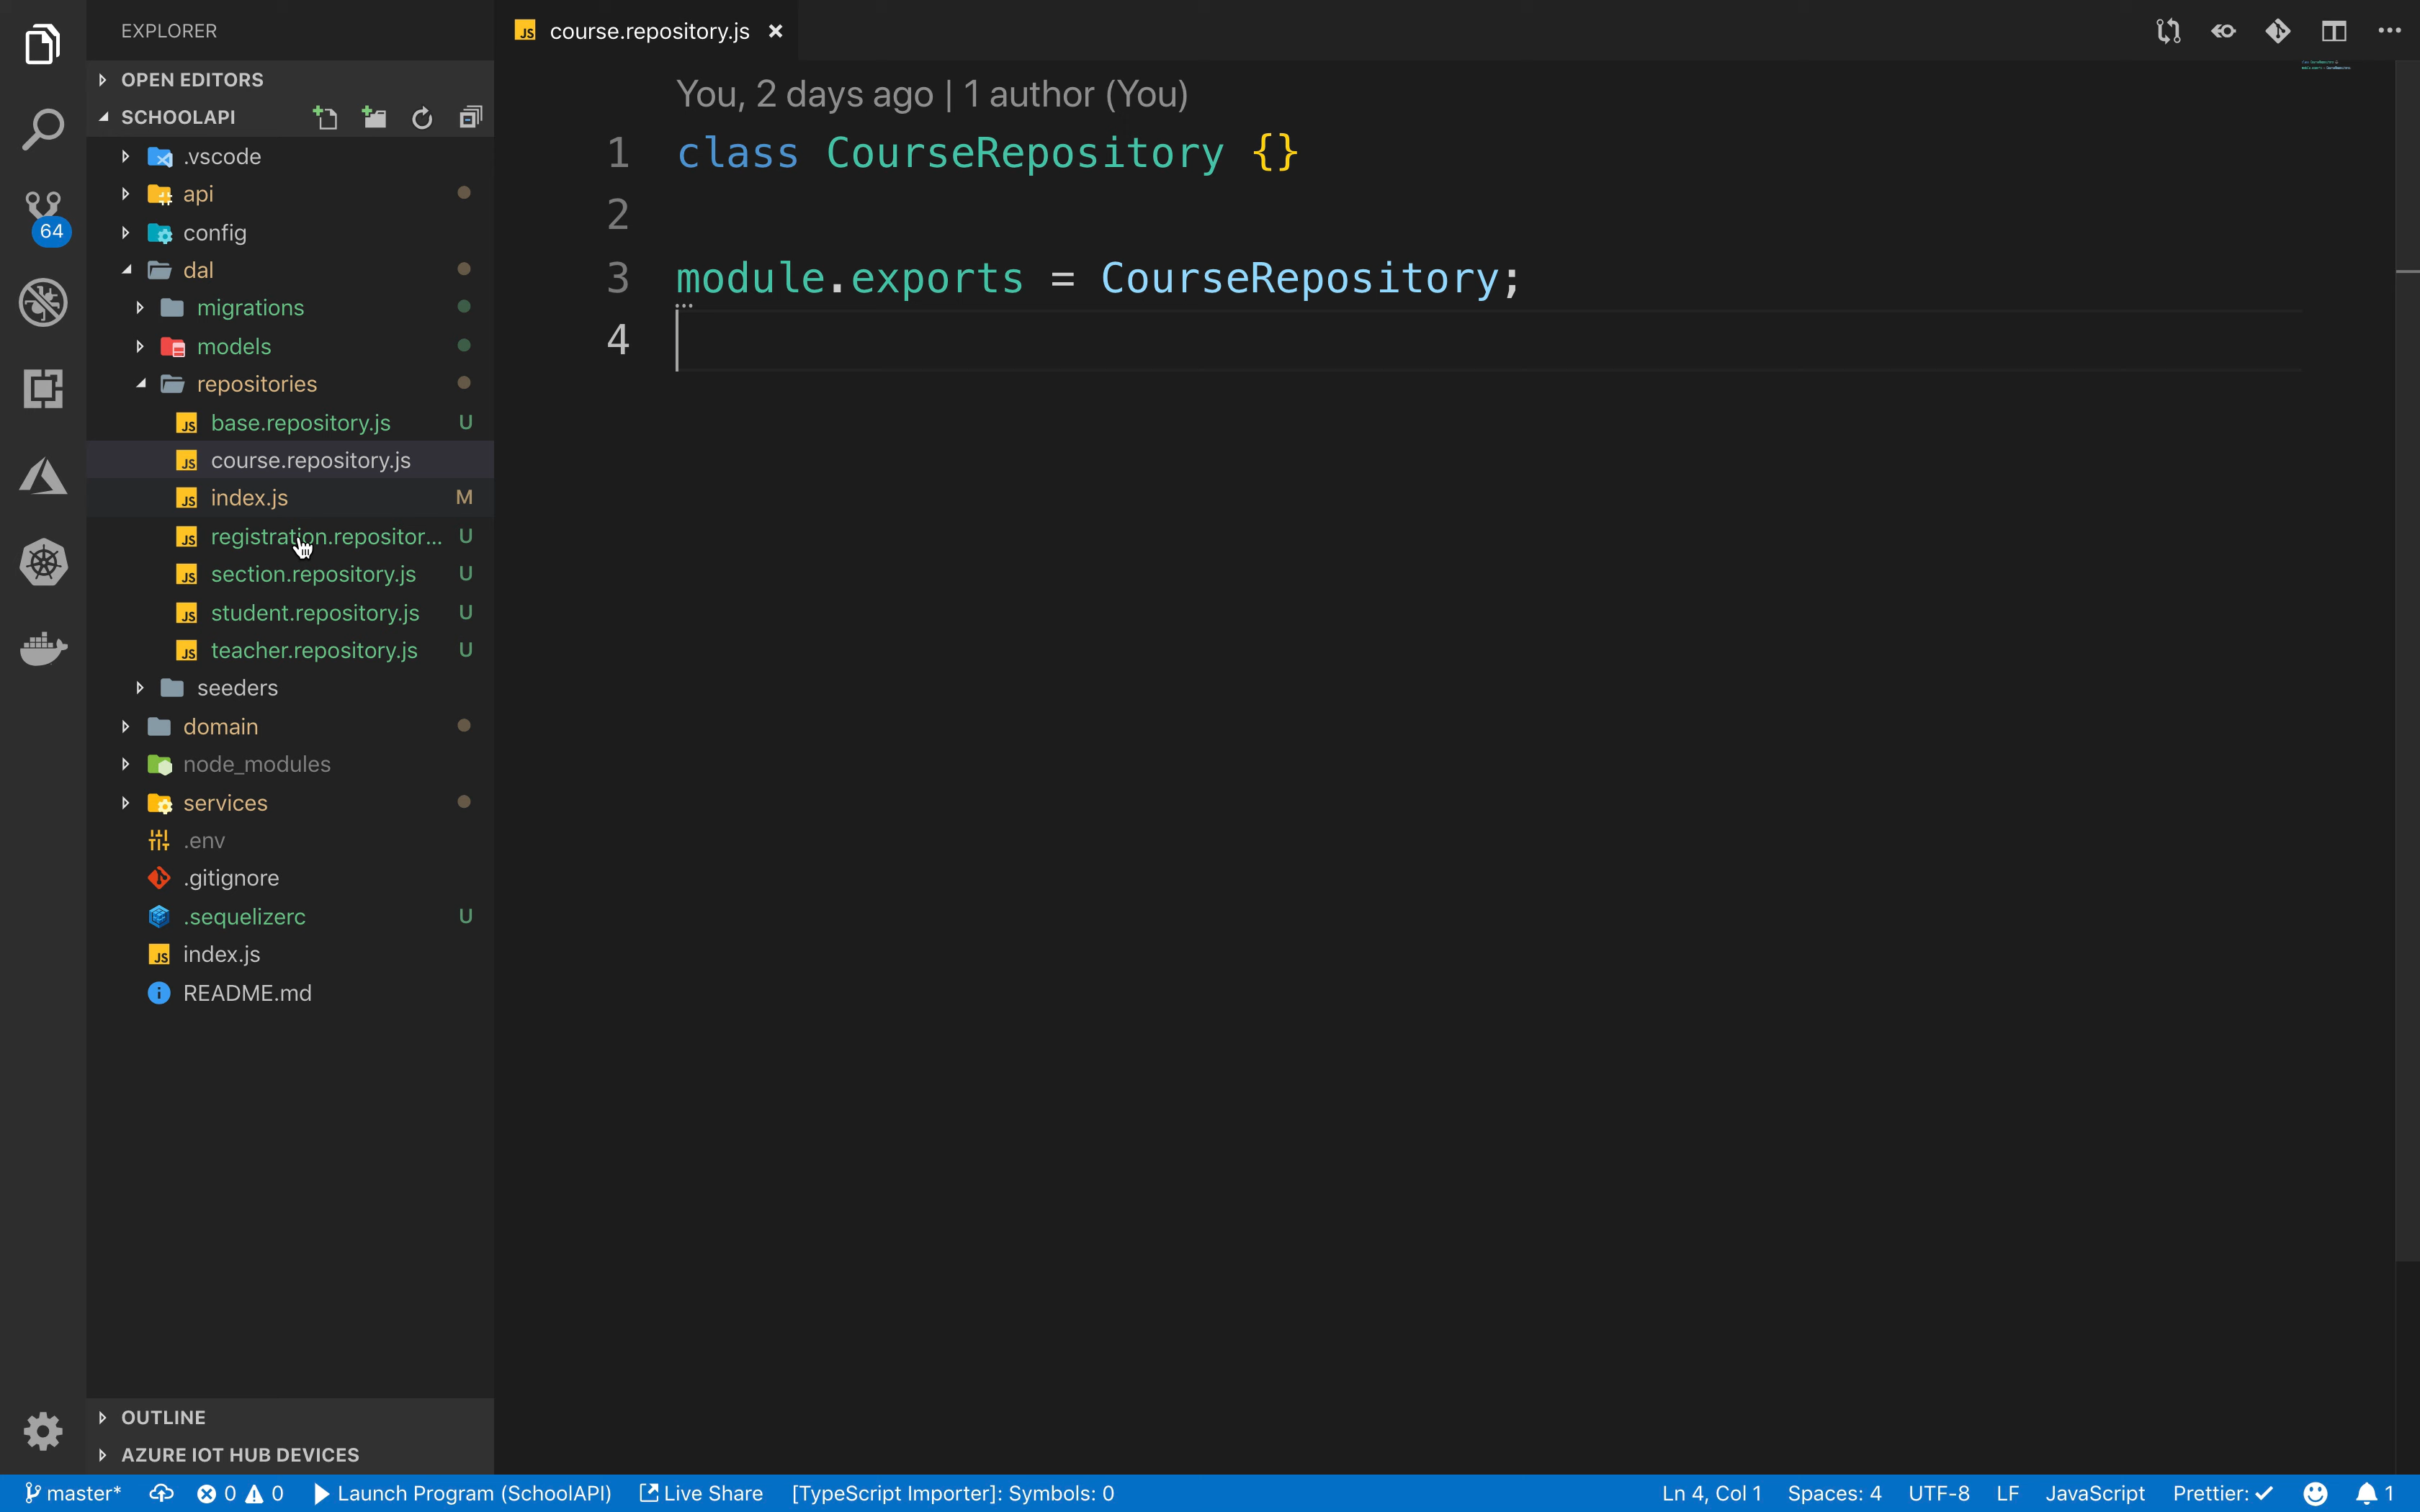 EXPLORER
OPEN EDITORS
SCHOOLAPI
.vscode
api
config
dal
migrations
models
repositories
base.repository.js U
course.repository.js
index.js M
registration.repositor... U
section.repository.js U
student.repository.js U
teacher.repository.js U
seeders
domain
node_modules
services
.env
.gitignore
.sequelizerc U
index.js
README.md
OUTLINE
AZURE IOT HUB DEVICES
64
course.repository.js
You, 2 days ago | 1 author (You)
1 class CourseRepository {}
2
3 module.exports = CourseRepository;
4
master* 0 0 Launch Program (SchoolAPI) Live Share [TypeScript Importer]: Symbols: 0 Ln 4, Col 1 Spaces: 4 UTF-8 LF JavaScript Prettier: ✓ 1